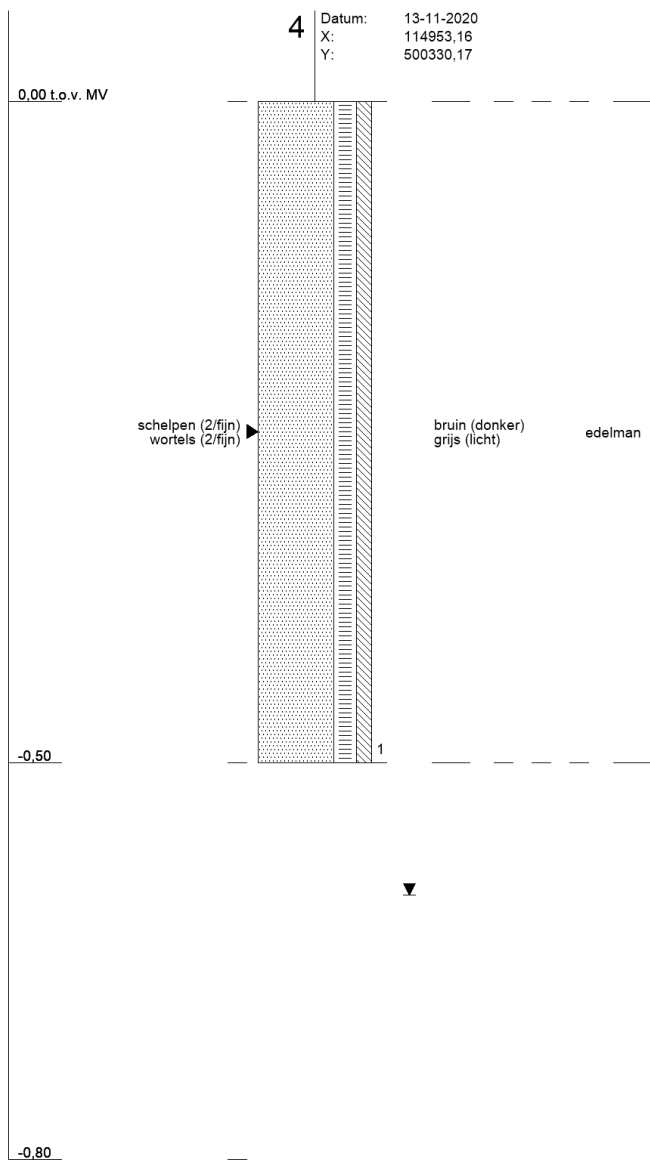 4
Datum: 13-11-2020
X: 114953,16
Y: 500330,17
0,00 t.o.v. MV
schelpen (2/fijn)
wortels (2/fijn)
bruin (donker)
grijs (licht)
edelman
1
-0,50
-0,80